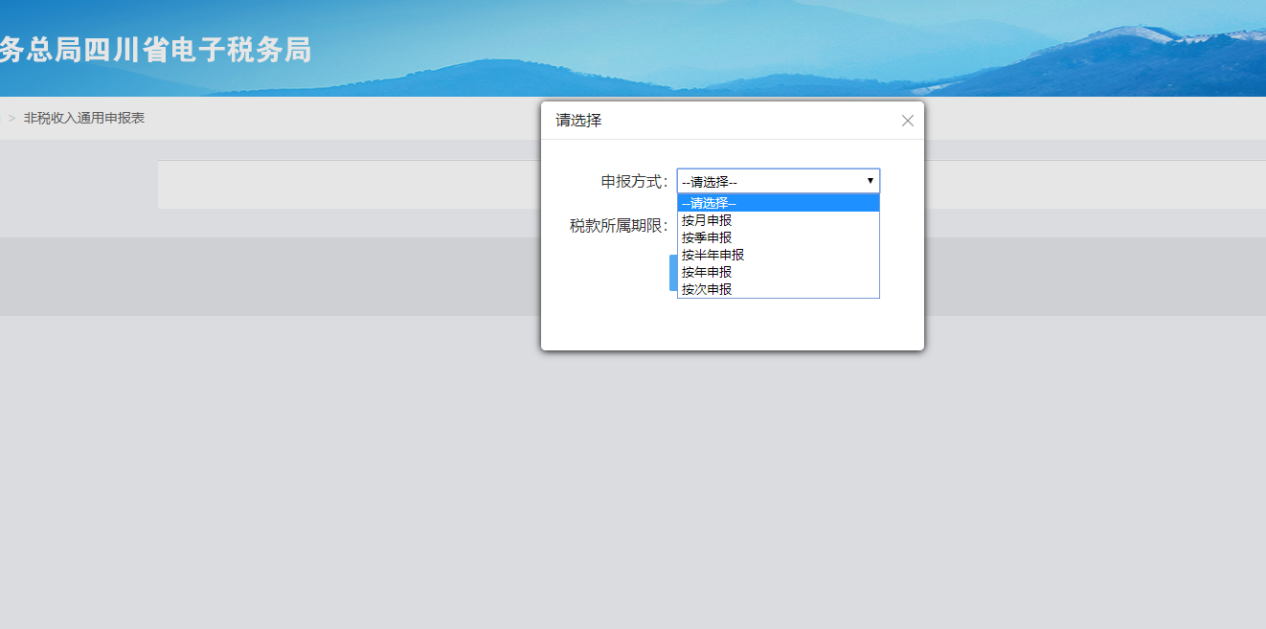 务总局四川省电子税务局
> 非税收入通用申报表
请选择
申报方式： --请选择--
--请选择--
税款所属期限：
按月申报
按季申报
按半年申报
按年申报
按次申报